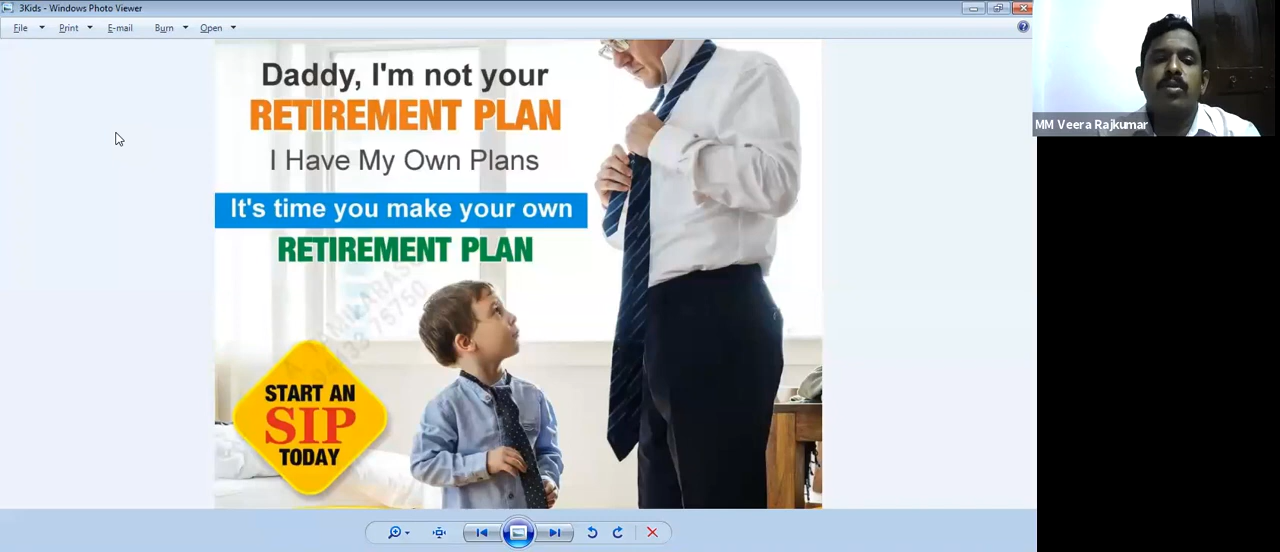 3Kids - Windows Photo Viewer
File Print E-mail Burn Open
Daddy, I'm not your
RETIREMENT PLAN
I Have My Own Plans
It's time you make your own
RETIREMENT PLAN
START AN
SIP
TODAY
MM Veera Rajkumar